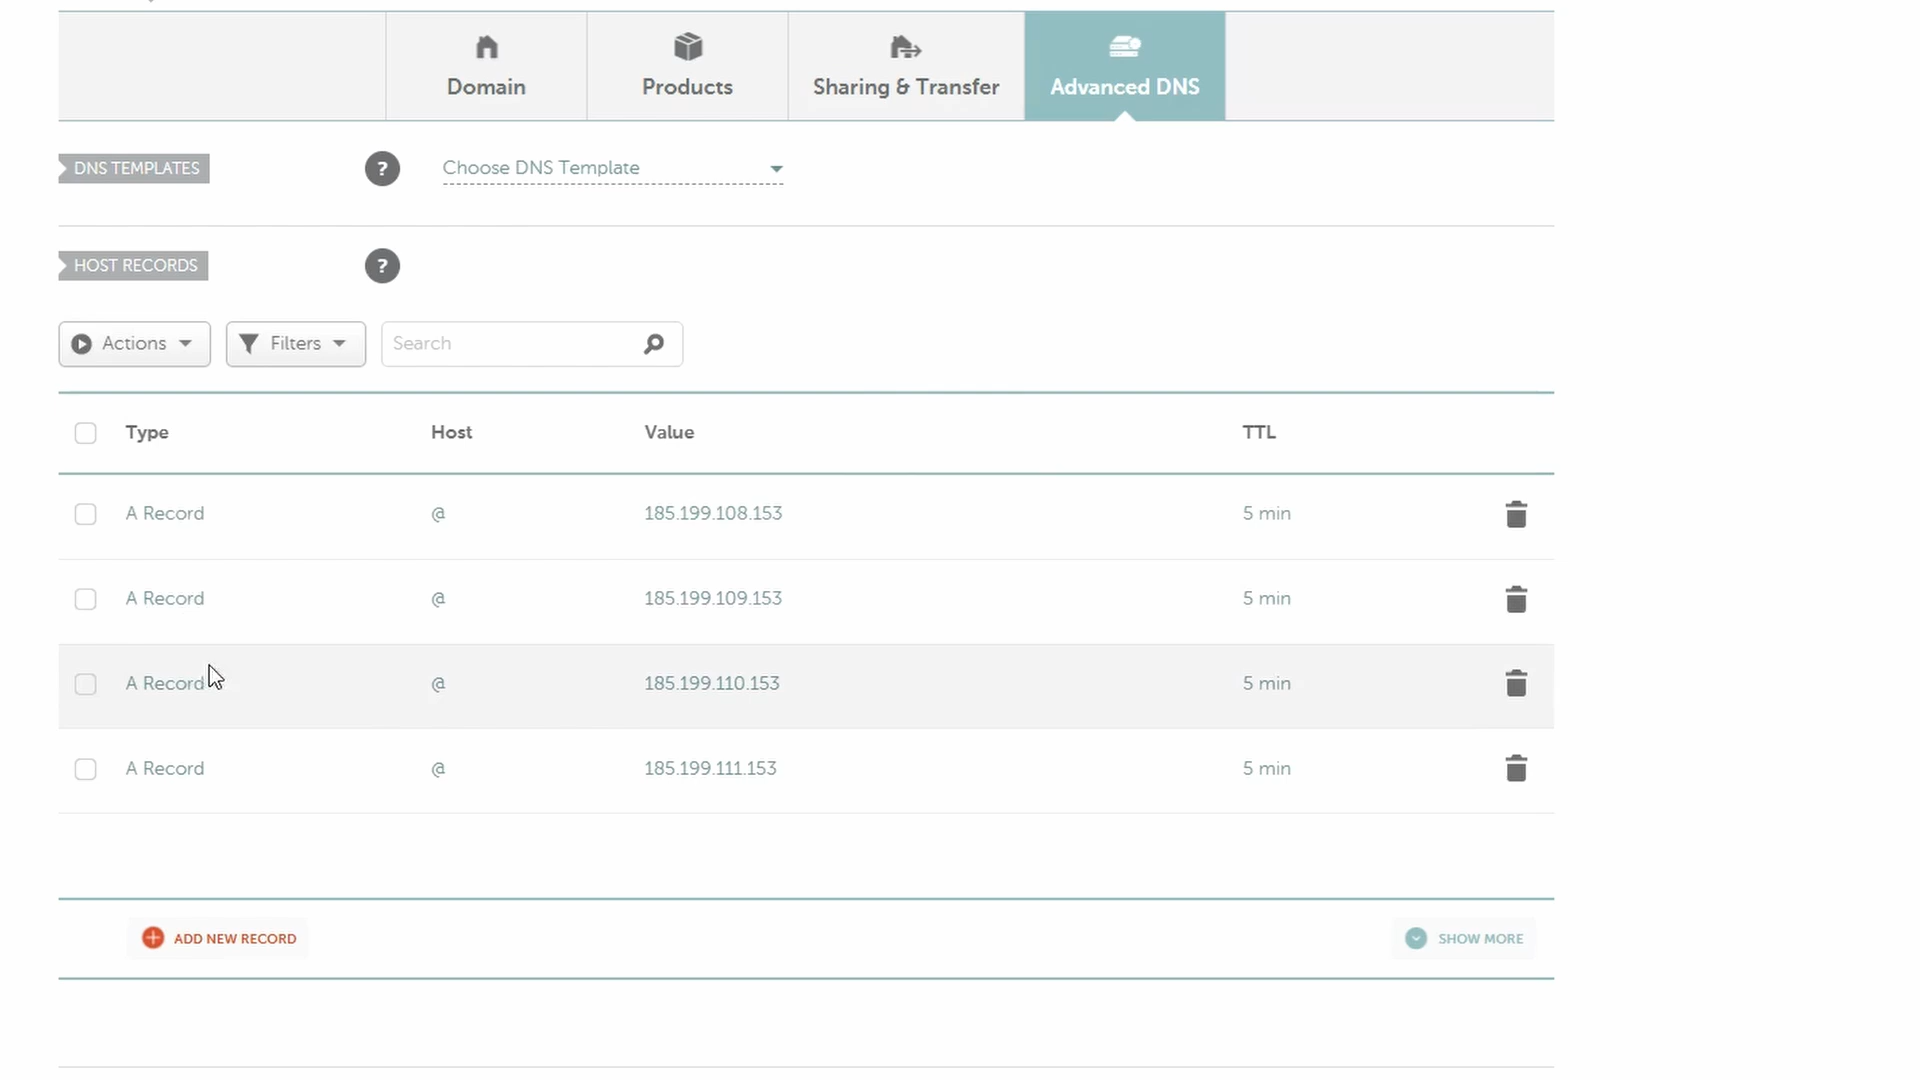 Domain
Products
Sharing & Transfer
Advanced DNS
DNS TEMPLATES
?
Choose DNS Template
HOST RECORDS
?
Actions
Filters
Search
Type Host Value TTL
A Record @ 185.199.108.153 5 min
A Record @ 185.199.109.153 5 min
A Record @ 185.199.110.153 5 min
A Record @ 185.199.111.153 5 min
ADD NEW RECORD
SHOW MORE